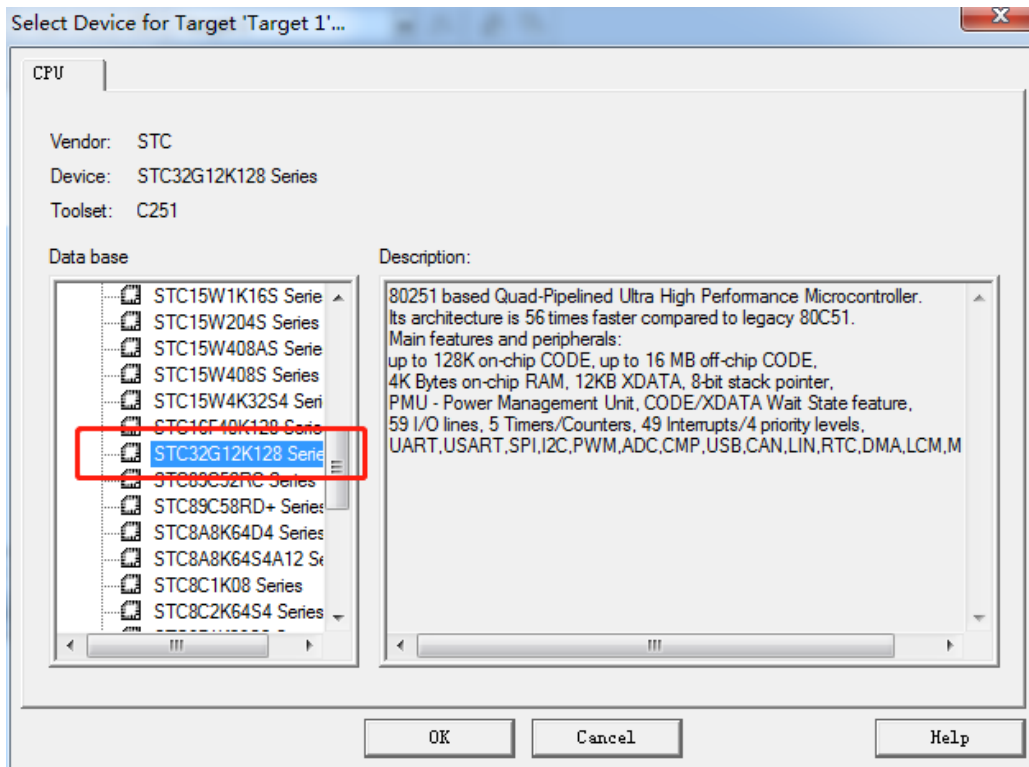 Select Device for Target 'Target 1'...
CPU
Vendor: STC
Device: STC32G12K128 Series
Toolset: C251
Data base
STC15W1K16S Serie
STC15W204S Series
STC15W408AS Serie
STC15W408S Series
STC15W4K32S4 Seri
STC16F40K128 Serie
STC32G12K128 Serie
STC89C52RC Series
STC89C58RD+ Series
STC8A8K64D4 Series
STC8A8K64S4A12 Se
STC8C1K08 Series
STC8C2K64S4 Series
Description:
80251 based Quad-Pipelined Ultra High Performance Microcontroller.
Its architecture is 56 times faster compared to legacy 80C51.
Main features and peripherals:
up to 128K on-chip CODE, up to 16 MB off-chip CODE,
4K Bytes on-chip RAM, 12KB XDATA, 8-bit stack pointer,
PMU - Power Management Unit, CODE/XDATA Wait State feature,
59 I/O lines, 5 Timers/Counters, 49 Interrupts/4 priority levels,
UART,USART,SPI,I2C,PWM,ADC,CMP,USB,CAN,LIN,RTC,DMA,LCM,M
OK
Cancel
Help